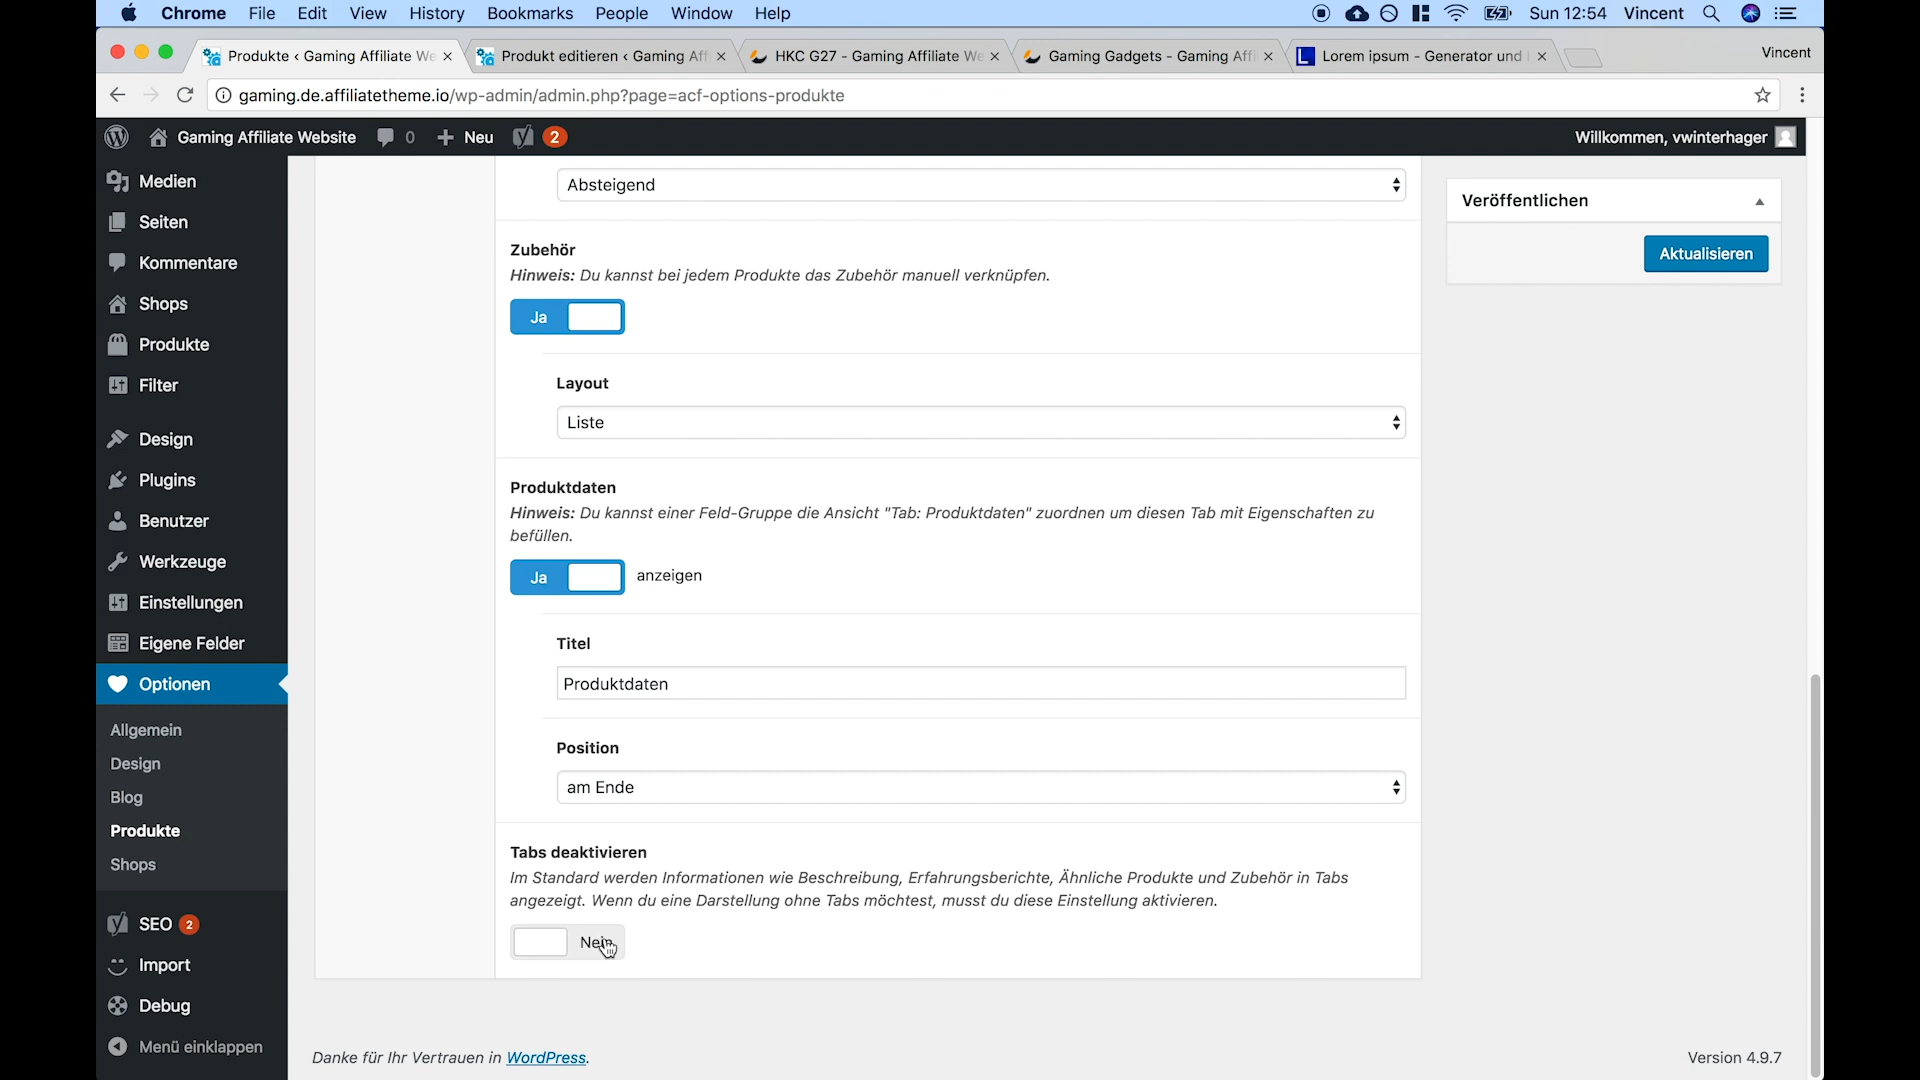 Chrome File Edit View History Bookmarks People Window Help
Sun 12:54 Vincent
Produkte ‹ Gaming Affiliate We
Produkt editieren ‹ Gaming Aff
HKC G27 - Gaming Affiliate We
Gaming Gadgets - Gaming Affi
Lorem ipsum - Generator und
Vincent
gaming.de.affiliatetheme.io/wp-admin/admin.php?page=acf-options-produkte
Gaming Affiliate Website 0 Neu 2
Willkommen, vwinterhager
Medien
Seiten
Kommentare
Shops
Produkte
Filter
Design
Plugins
Benutzer
Werkzeuge
Einstellungen
Eigene Felder
Optionen
Allgemein
Design
Blog
Produkte
Shops
SEO 2
Import
Debug
Menü einklappen
Absteigend
Zubehör
Hinweis: Du kannst bei jedem Produkte das Zubehör manuell verknüpfen.
Ja
Layout
Liste
Produktdaten
Hinweis: Du kannst einer Feld-Gruppe die Ansicht "Tab: Produktdaten" zuordnen um diesen Tab mit Eigenschaften zu
befüllen.
Ja anzeigen
Titel
Produktdaten
Position
am Ende
Tabs deaktivieren
Im Standard werden Informationen wie Beschreibung, Erfahrungsberichte, Ähnliche Produkte und Zubehör in Tabs
angezeigt. Wenn du eine Darstellung ohne Tabs möchtest, musst du diese Einstellung aktivieren.
Nein
Veröffentlichen
Aktualisieren
Danke für Ihr Vertrauen in WordPress.
Version 4.9.7